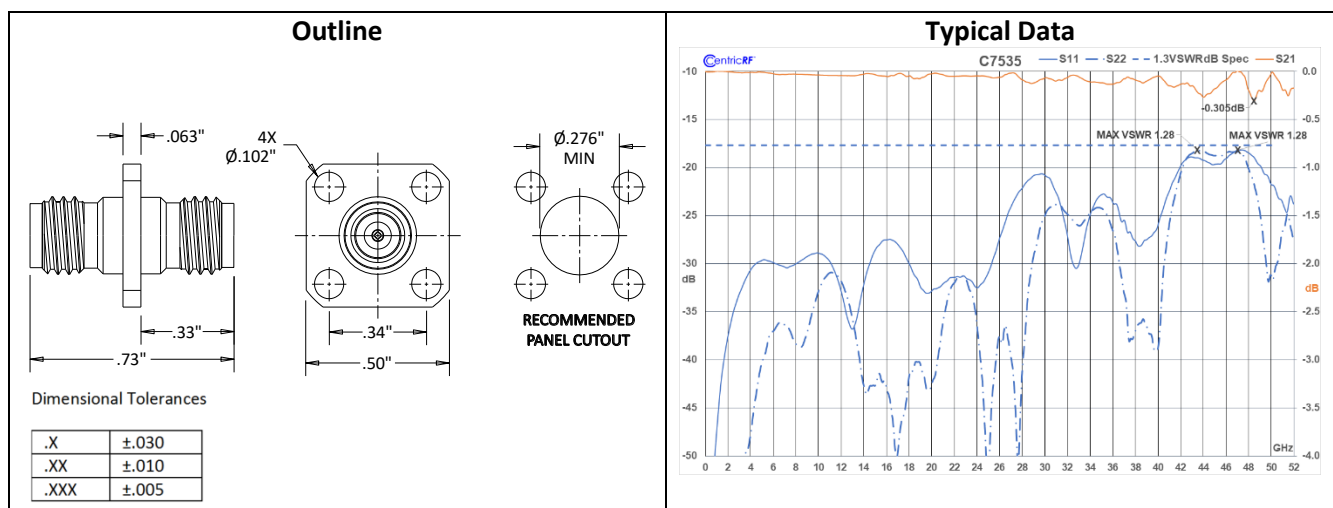 Outline
.063"
4X
Ø.102"
Ø.276"
MIN
.33"
.73"
.34"
.50"
RECOMMENDED
PANEL CUTOUT
Dimensional Tolerances
.X ±.030
.XX ±.010
.XXX ±.005
Typical Data
CentricRF
C7535 S11 S22 1.3VSWRdB Spec S21
-10 0.0
-0.305dB
-15 -0.5
MAX VSWR 1.28 MAX VSWR 1.28
-20 -1.0
-25 -1.5
-30 -2.0
dB dB
-35 -2.5
-40 -3.0
-45 -3.5
GHz
-50 -4.0
0 2 4 6 8 10 12 14 16 18 20 22 24 26 28 30 32 34 36 38 40 42 44 46 48 50 52